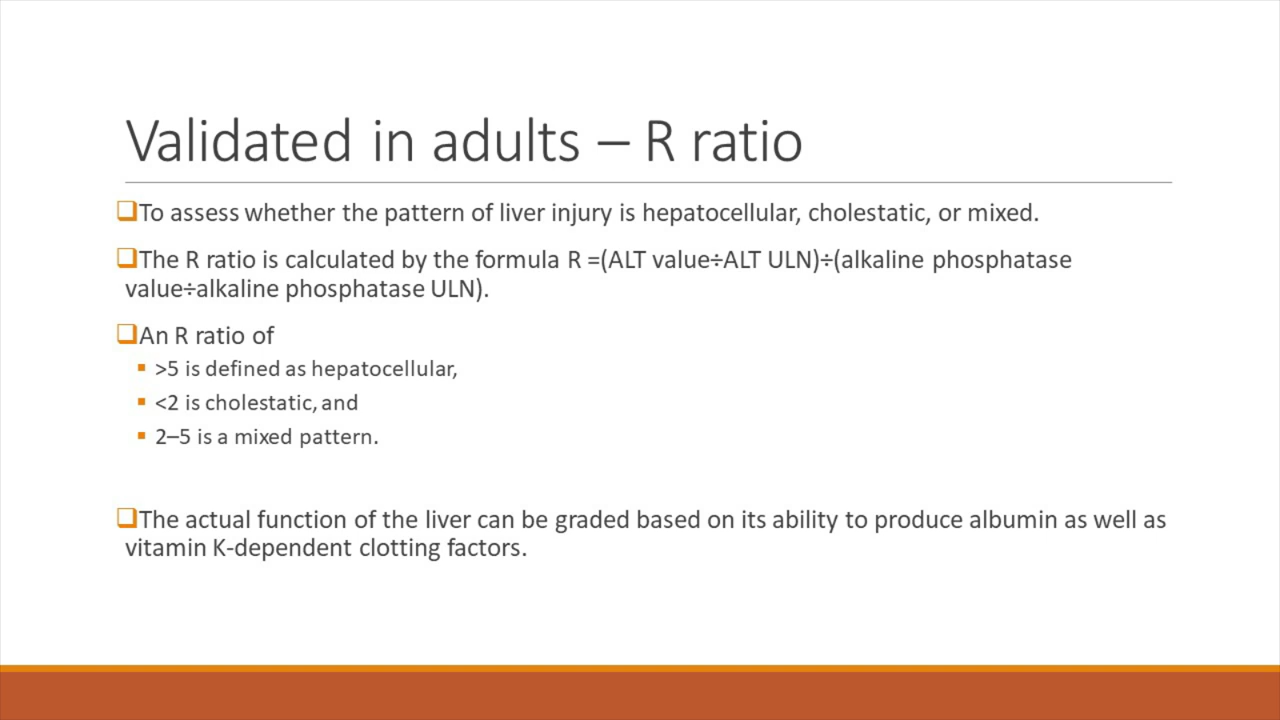 Validated in adults – R ratio
To assess whether the pattern of liver injury is hepatocellular, cholestatic, or mixed.
The R ratio is calculated by the formula R =(ALT value÷ALT ULN)÷(alkaline phosphatase
value÷alkaline phosphatase ULN).
An R ratio of
>5 is defined as hepatocellular,
<2 is cholestatic, and
2–5 is a mixed pattern.
The actual function of the liver can be graded based on its ability to produce albumin as well as
vitamin K-dependent clotting factors.